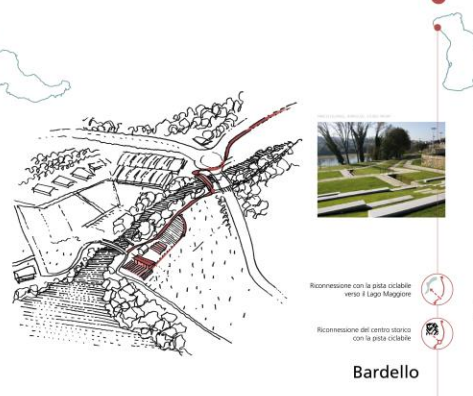 Riconnessione con la pista ciclabile
verso il Lago Maggiore
Riconnessione del centro storico
con la pista ciclabile
Bardello